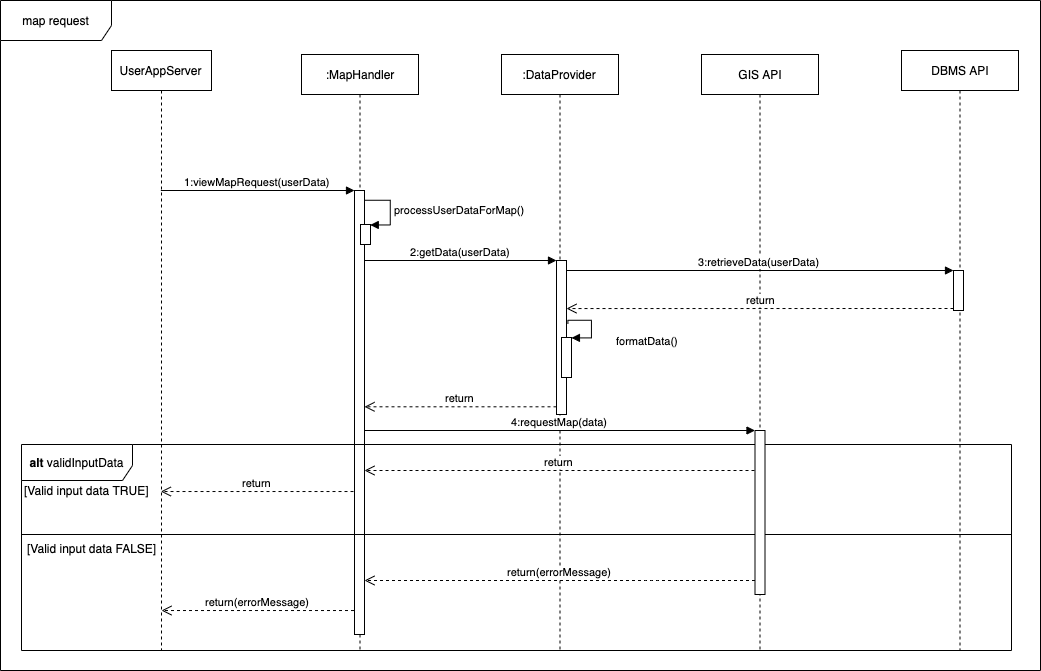 map request
UserAppServer
:MapHandler
:DataProvider
GIS API
DBMS API
1:viewMapRequest(userData)
processUserDataForMap()
2:getData(userData)
3:retrieveData(userData)
return
formatData()
return
4:requestMap(data)
alt validInputData
return
return
[Valid input data TRUE]
[Valid input data FALSE]
return(errorMessage)
return(errorMessage)